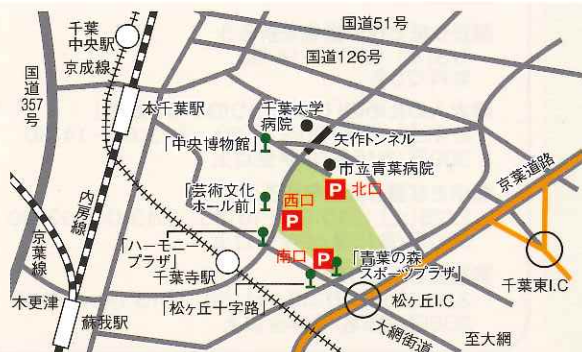 千葉
中央駅
京成線
国道
357号
国道51号
国道126号
本千葉駅
千葉大学
病院
矢作トンネル
「中央博物館」
市立青葉病院
P 北口
京葉道路
「芸術文化
ホール前」
西口
P
内房線
京葉線
「ハーモニー
プラザ」
千葉寺駅
南口 P
「青葉の森
スポーツプラザ」
「松ヶ丘十字路」
松ヶ丘I.C
千葉東I.C
木更津
蘇我駅
大網街道
至大網